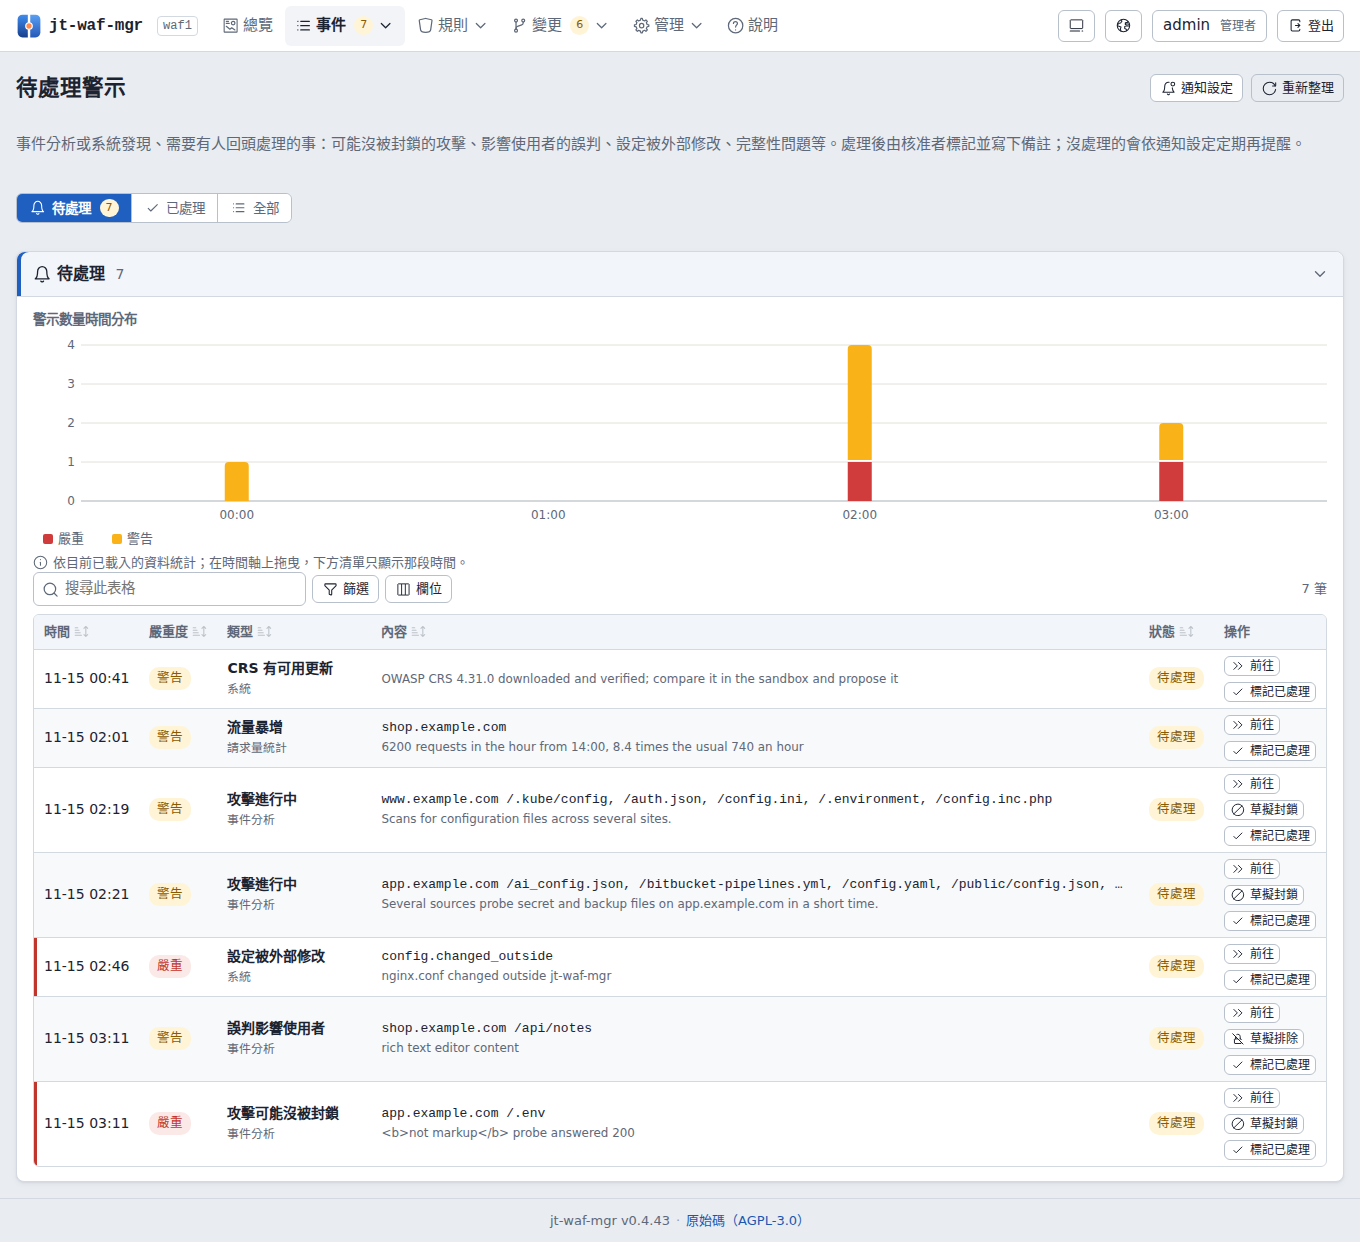 jt-waf-mgr waf1 總覽 事件 7 規則 變更 6 管理 說明 admin 管理者 登出
待處理警示 通知設定 重新整理
事件分析或系統發現、需要有人回頭處理的事：可能沒被封鎖的攻擊、影響使用者的誤判、設定被外部修改、完整性問題等。處理後由核准者標記並寫下備註；沒處理的會依通知設定定期再提醒。
待處理 7 已處理 全部
待處理 7
警示數量時間分布
4
3
2
1
0
00:00 01:00 02:00 03:00
嚴重 警告
依目前已載入的資料統計；在時間軸上拖曳，下方清單只顯示那段時間。
搜尋此表格 篩選 欄位 7 筆
時間 嚴重度 類型 內容 狀態 操作
11-15 00:41 警告 CRS 有可用更新 系統 OWASP CRS 4.31.0 downloaded and verified; compare it in the sandbox and propose it 待處理 前往 標記已處理
11-15 02:01 警告 流量暴增 請求量統計 shop.example.com 6200 requests in the hour from 14:00, 8.4 times the usual 740 an hour 待處理 前往 標記已處理
11-15 02:19 警告 攻擊進行中 事件分析 www.example.com /.kube/config, /auth.json, /config.ini, /.environment, /config.inc.php Scans for configuration files across several sites. 待處理 前往 草擬封鎖 標記已處理
11-15 02:21 警告 攻擊進行中 事件分析 app.example.com /ai_config.json, /bitbucket-pipelines.yml, /config.yaml, /public/config.json, … Several sources probe secret and backup files on app.example.com in a short time. 待處理 前往 草擬封鎖 標記已處理
11-15 02:46 嚴重 設定被外部修改 系統 config.changed_outside nginx.conf changed outside jt-waf-mgr 待處理 前往 標記已處理
11-15 03:11 警告 誤判影響使用者 事件分析 shop.example.com /api/notes rich text editor content 待處理 前往 草擬排除 標記已處理
11-15 03:11 嚴重 攻擊可能沒被封鎖 事件分析 app.example.com /.env <b>not markup</b> probe answered 200 待處理 前往 草擬封鎖 標記已處理
jt-waf-mgr v0.4.43 · 原始碼（AGPL-3.0）